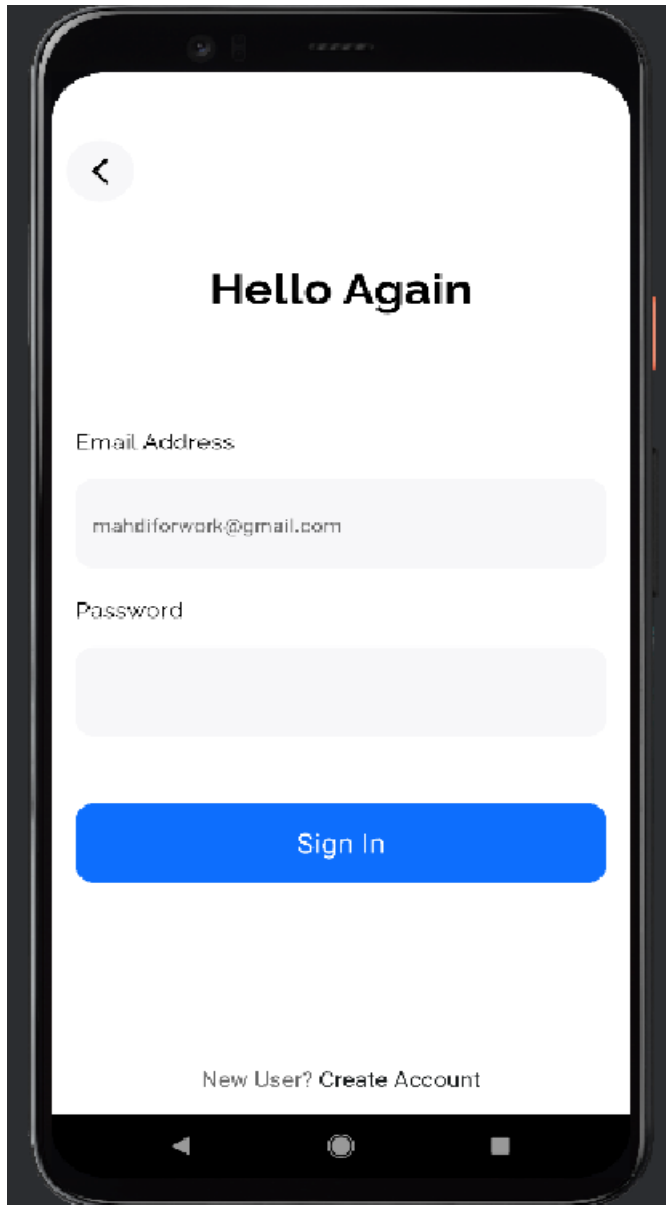 Hello Again
Email Address
mahdiforwork@gmail.com
Password
Sign In
New User? Create Account